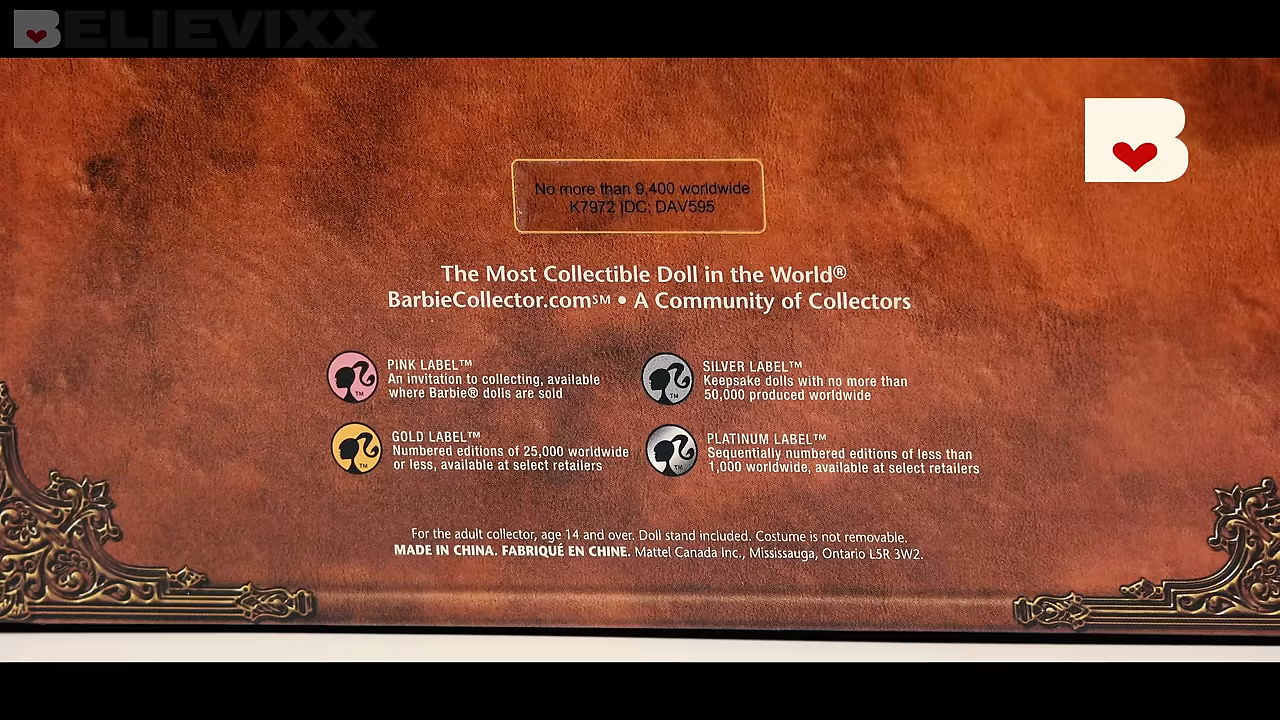 BELIEVIXX
B
No more than 9,400 worldwide
K7972 |DC: DAV595
The Most Collectible Doll in the World®
BarbieCollector.com℠ • A Community of Collectors
PINK LABEL™
An invitation to collecting, available
where Barbie® dolls are sold
TM
SILVER LABEL™
Keepsake dolls with no more than
50,000 produced worldwide
TM
GOLD LABEL™
Numbered editions of 25,000 worldwide
or less, available at select retailers
TM
PLATINUM LABEL™
Sequentially numbered editions of less than
1,000 worldwide, available at select retailers
TM
For the adult collector, age 14 and over. Doll stand included. Costume is not removable.
MADE IN CHINA. FABRIQUÉ EN CHINE. Mattel Canada Inc., Mississauga, Ontario L5R 3W2.